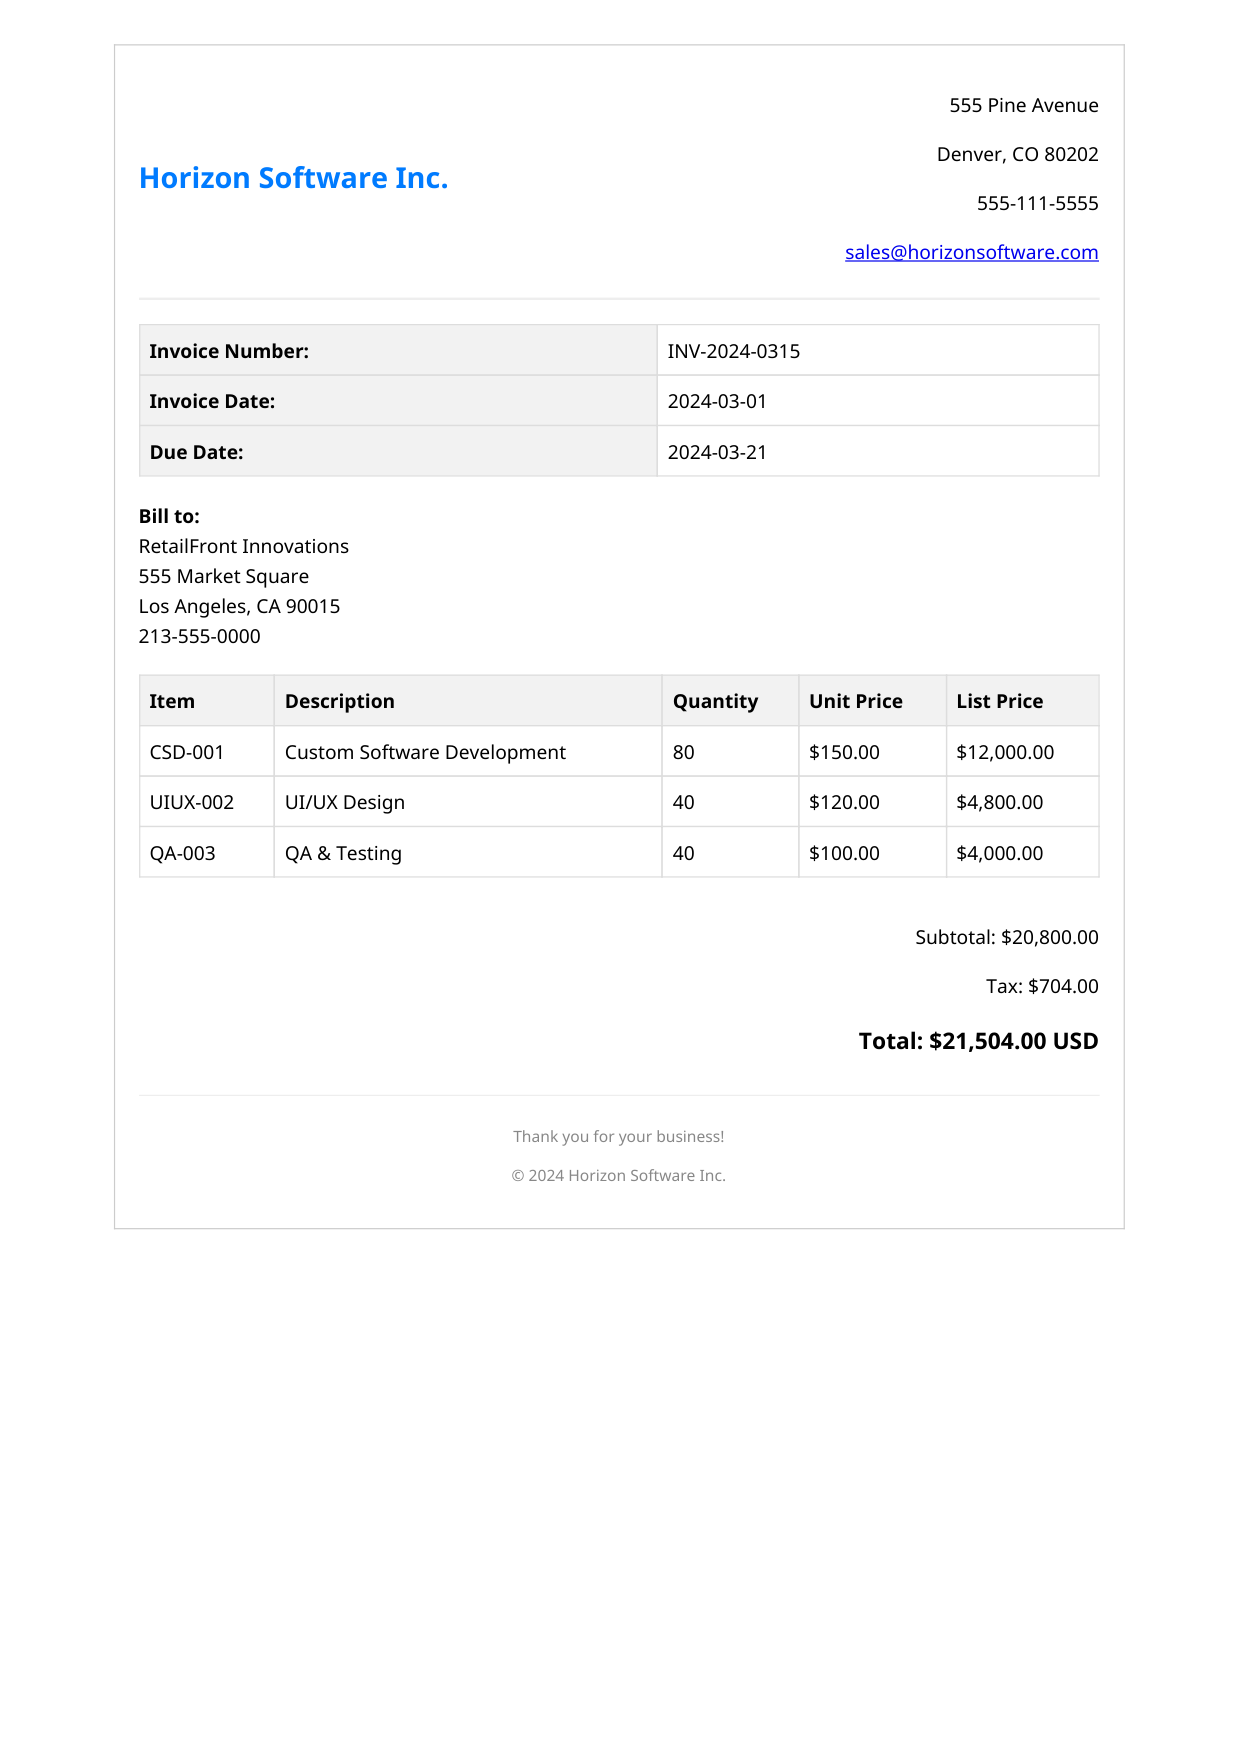 Horizon Software Inc.
555 Pine Avenue
Denver, CO 80202
555-111-5555
sales@horizonsoftware.com
Invoice Number: INV-2024-0315
Invoice Date: 2024-03-01
Due Date: 2024-03-21
Bill to:
RetailFront Innovations
555 Market Square
Los Angeles, CA 90015
213-555-0000
Item Description Quantity Unit Price List Price
CSD-001 Custom Software Development 80 $150.00 $12,000.00
UIUX-002 UI/UX Design 40 $120.00 $4,800.00
QA-003 QA & Testing 40 $100.00 $4,000.00
Subtotal: $20,800.00
Tax: $704.00
Total: $21,504.00 USD
Thank you for your business!
© 2024 Horizon Software Inc.